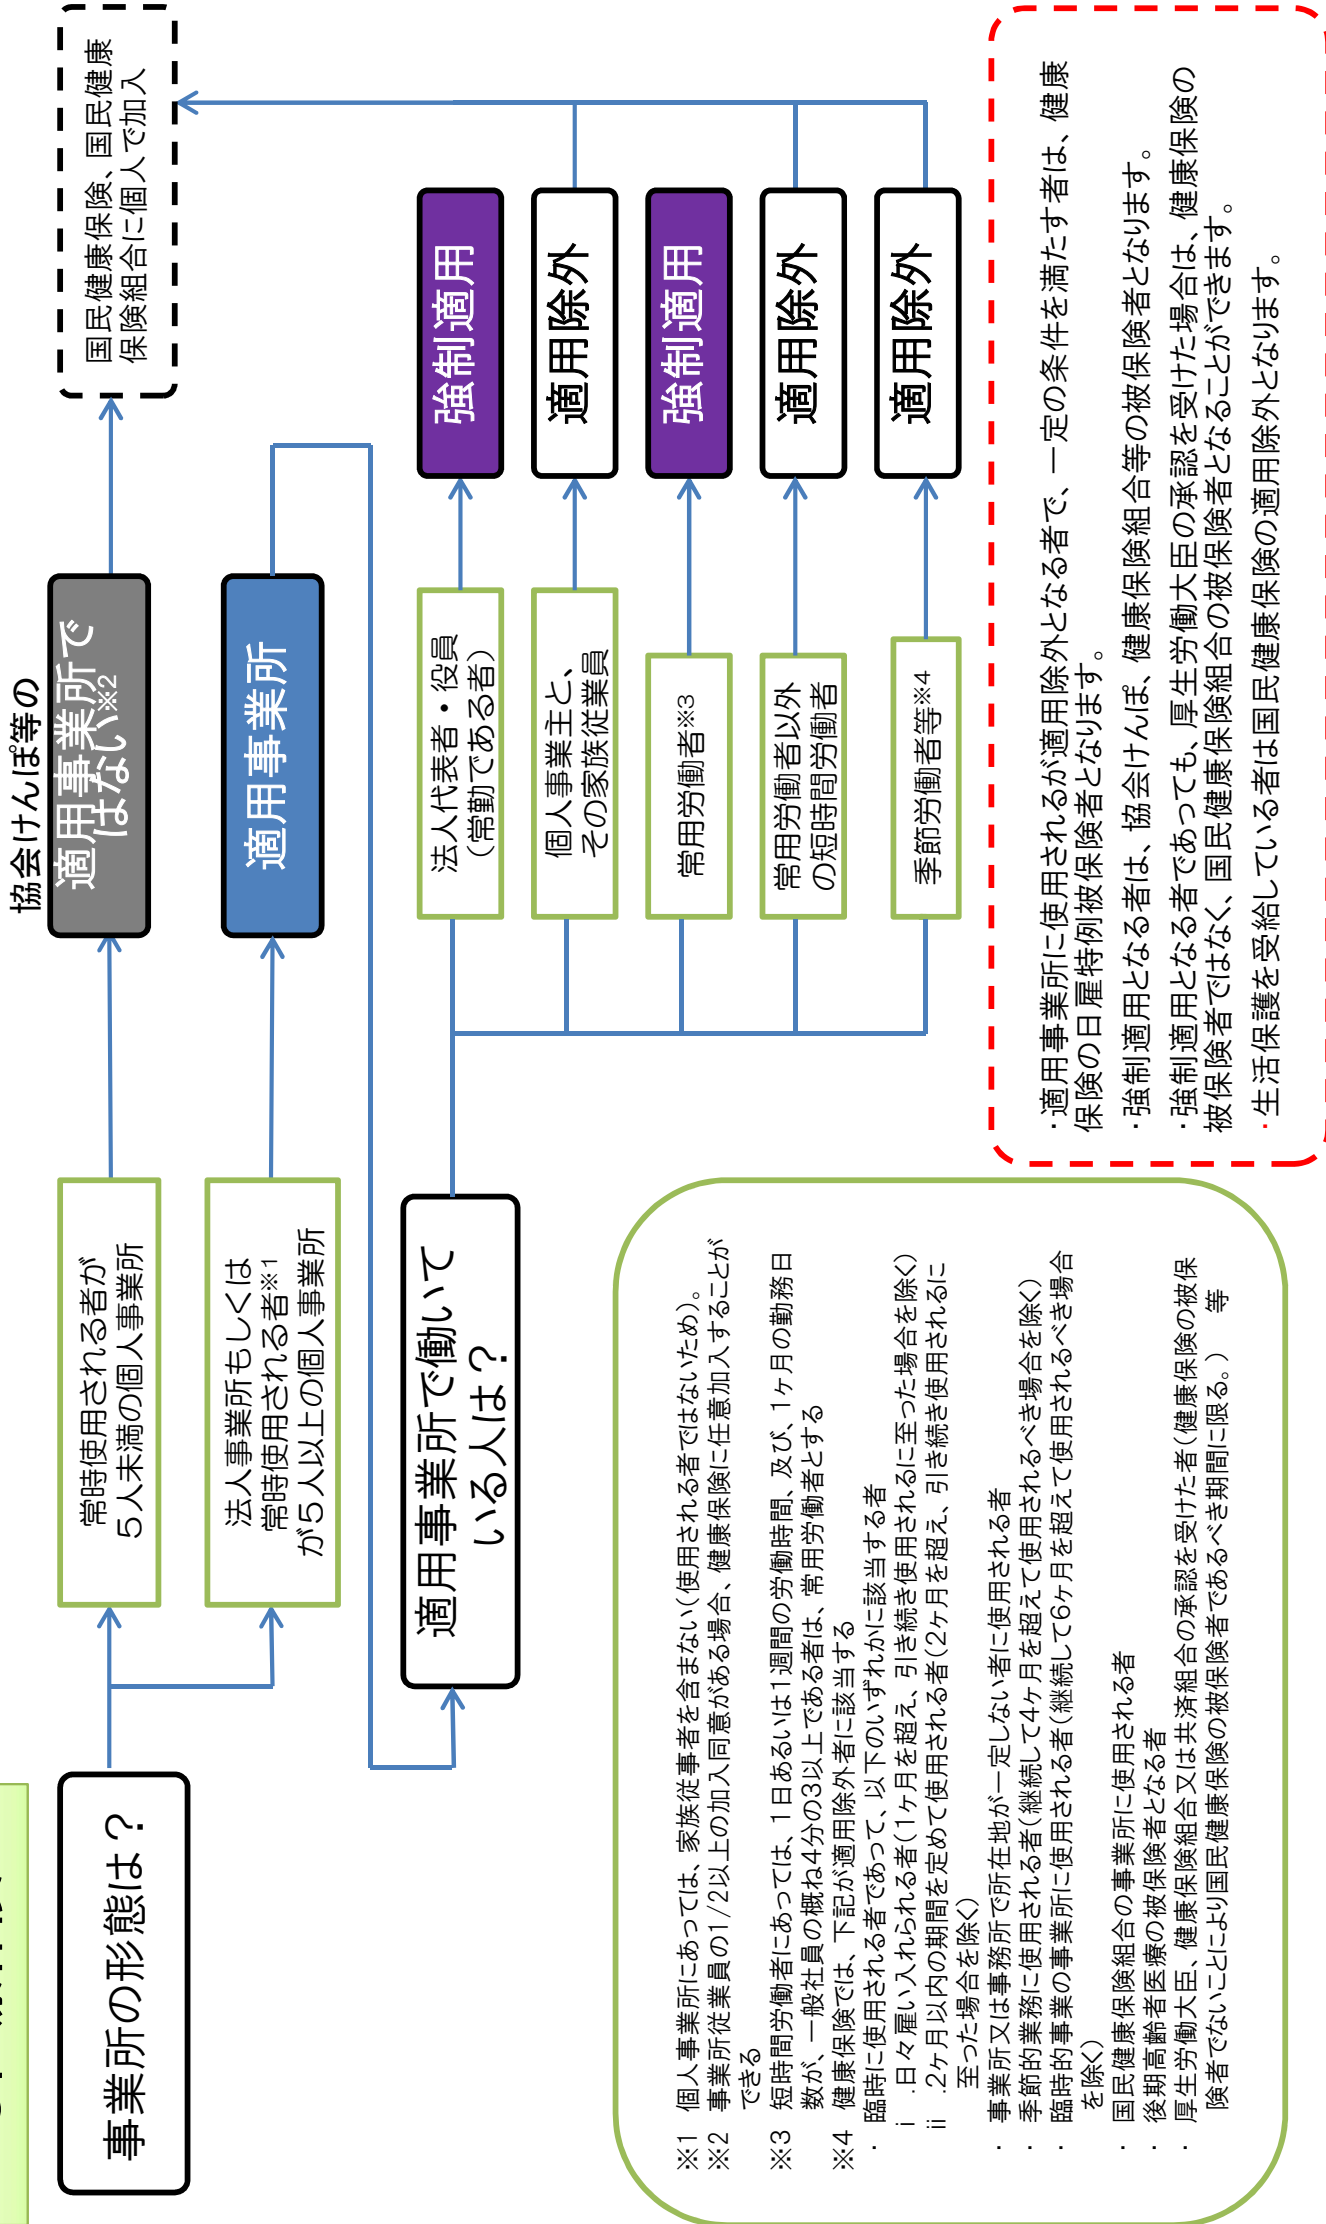 事業所の形態は？
常時使用される者が
５人未満の個人事業所
法人事業所もしくは
常時使用される者※1
が５人以上の個人事業所
協会けんぽ等の
適用事業所で
はない※2
適用事業所
国民健康保険、国民健康
保険組合に個人で加入
適用事業所で働いて
いる人は？
法人代表者・役員
（常勤である者）
強制適用
個人事業主と、
その家族従業員
適用除外
常用労働者※3
強制適用
常用労働者以外
の短時間労働者
適用除外
季節労働者等※4
適用除外
※1 個人事業所にあっては、家族従事者を含まない（使用される者ではないため）。
※2 事業所従業員の1/2以上の加入同意がある場合、健康保険に任意加入することが
できる
※3 短時間労働者にあっては、1日あるいは1週間の労働時間、及び、1ヶ月の勤務日
数が、一般社員の概ね4分の3以上である者は、常用労働者とする
※4 健康保険では、下記が適用除外者に該当する
・ 臨時に使用される者であって、以下のいずれかに該当する者
ⅰ．日々雇い入れられる者（1ヶ月を超え、引き続き使用されるに至った場合を除く）
ⅱ．2ヶ月以内の期間を定めて使用される者（2ヶ月を超え、引き続き使用されるに
至った場合を除く）
・ 事業所又は事務所で所在地が一定しない者に使用される者
・ 季節的業務に使用される者（継続して4ヶ月を超えて使用されるべき場合を除く）
・ 臨時的事業の事業所に使用される者（継続して6ヶ月を超えて使用されるべき場合
を除く）
・ 国民健康保険組合の事業所に使用される者
・ 後期高齢者医療の被保険者となる者
・ 厚生労働大臣、健康保険組合又は共済組合の承認を受けた者（健康保険の被保
険者でないことにより国民健康保険の被保険者であるべき期間に限る。） 等
・適用事業所に使用されるが適用除外となる者で、一定の条件を満たす者は、健康
保険の日雇特例被保険者となります。
・強制適用となる者は、協会けんぽ、健康保険組合等の被保険者となります。
・強制適用となる者であっても、厚生労働大臣の承認を受けた場合は、健康保険の
被保険者ではなく、国民健康保険組合の被保険者となることができます。
・生活保護を受給している者は国民健康保険の適用除外となります。